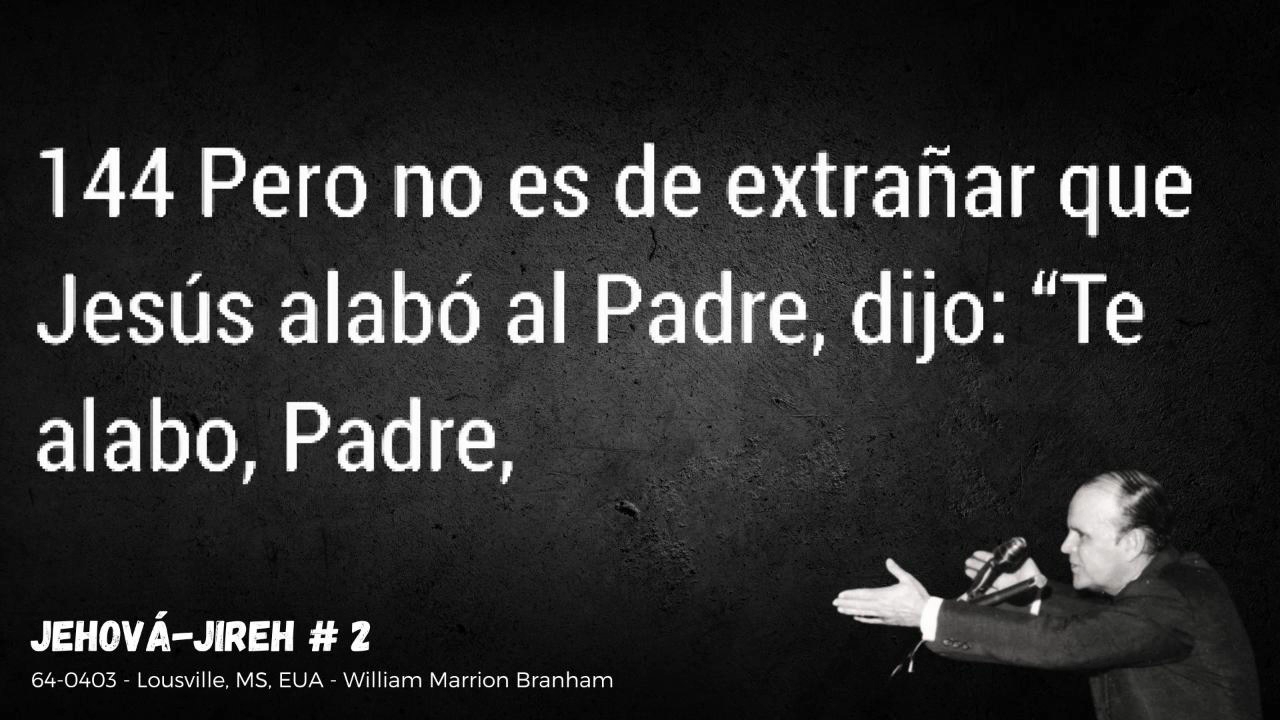 144 Pero no es de extrañar que
Jesús alabó al Padre, dijo: “Te
alabo, Padre,
JEHOVÁ-JIREH # 2
64-0403 - Lousville, MS, EUA - William Marrion Branham